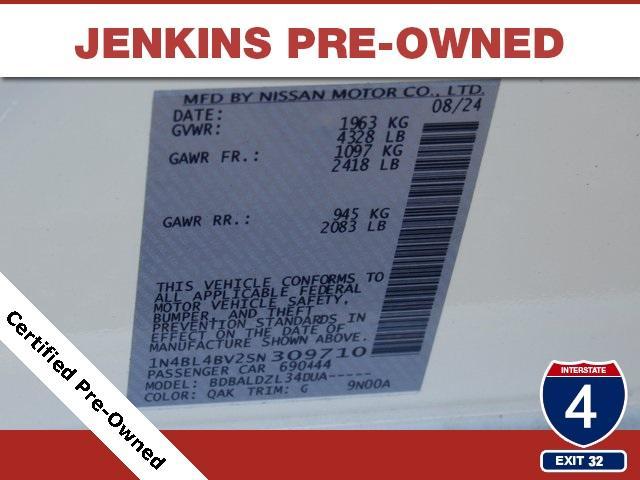 JENKINS PRE-OWNED
MFD BY NISSAN MOTOR CO., LTD.
DATE: 08/24
GVWR: 1963 KG
4328 LB
GAWR FR.: 1097 KG
2418 LB
GAWR RR.: 945 KG
2083 LB
THIS VEHICLE CONFORMS TO
ALL APPLICABLE FEDERAL
MOTOR VEHICLE SAFETY,
BUMPER, AND THEFT
PREVENTION STANDARDS IN
EFFECT ON THE DATE OF
MANUFACTURE SHOWN ABOVE.
1N4BL4BV2SN 309710
PASSENGER CAR 690444
MODEL: BDBALDZL34DUA-----
COLOR: QAK TRIM: G 9N00A
Certified Pre-Owned
INTERSTATE
4
EXIT 32